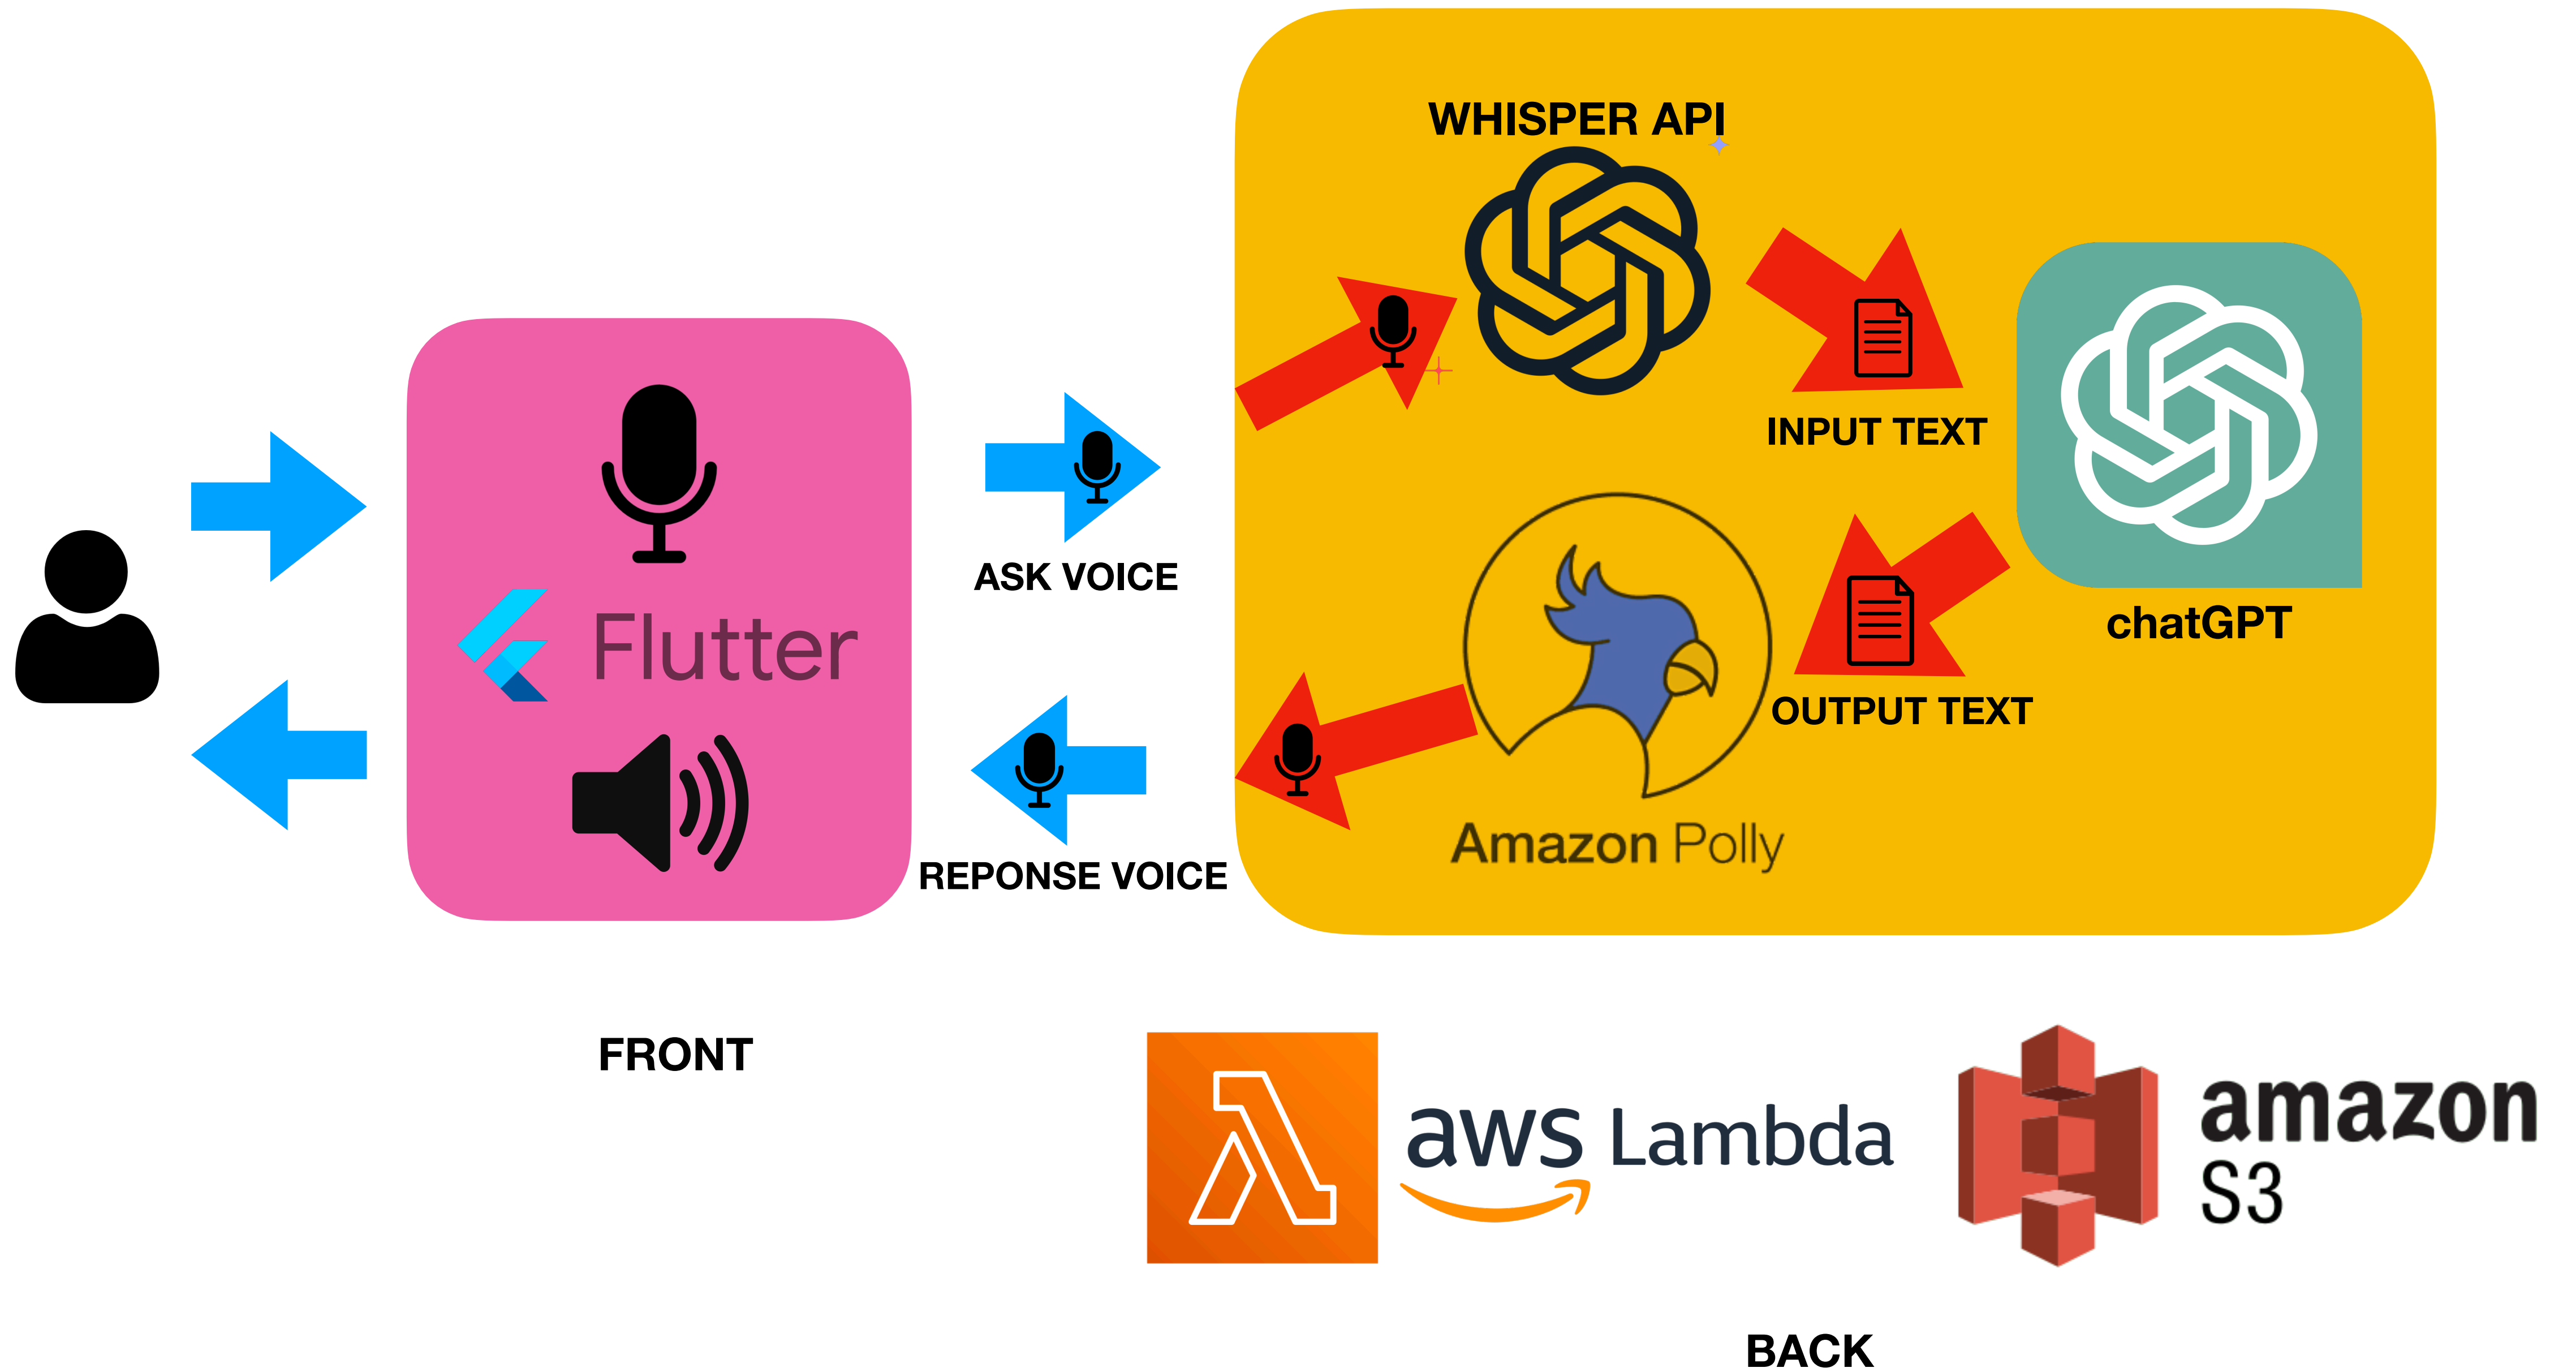 WHISPER API
INPUT TEXT
ASK VOICE
Flutter
chatGPT
OUTPUT TEXT
Amazon Polly
REPONSE VOICE
FRONT
aws Lambda
amazon
S3
BACK